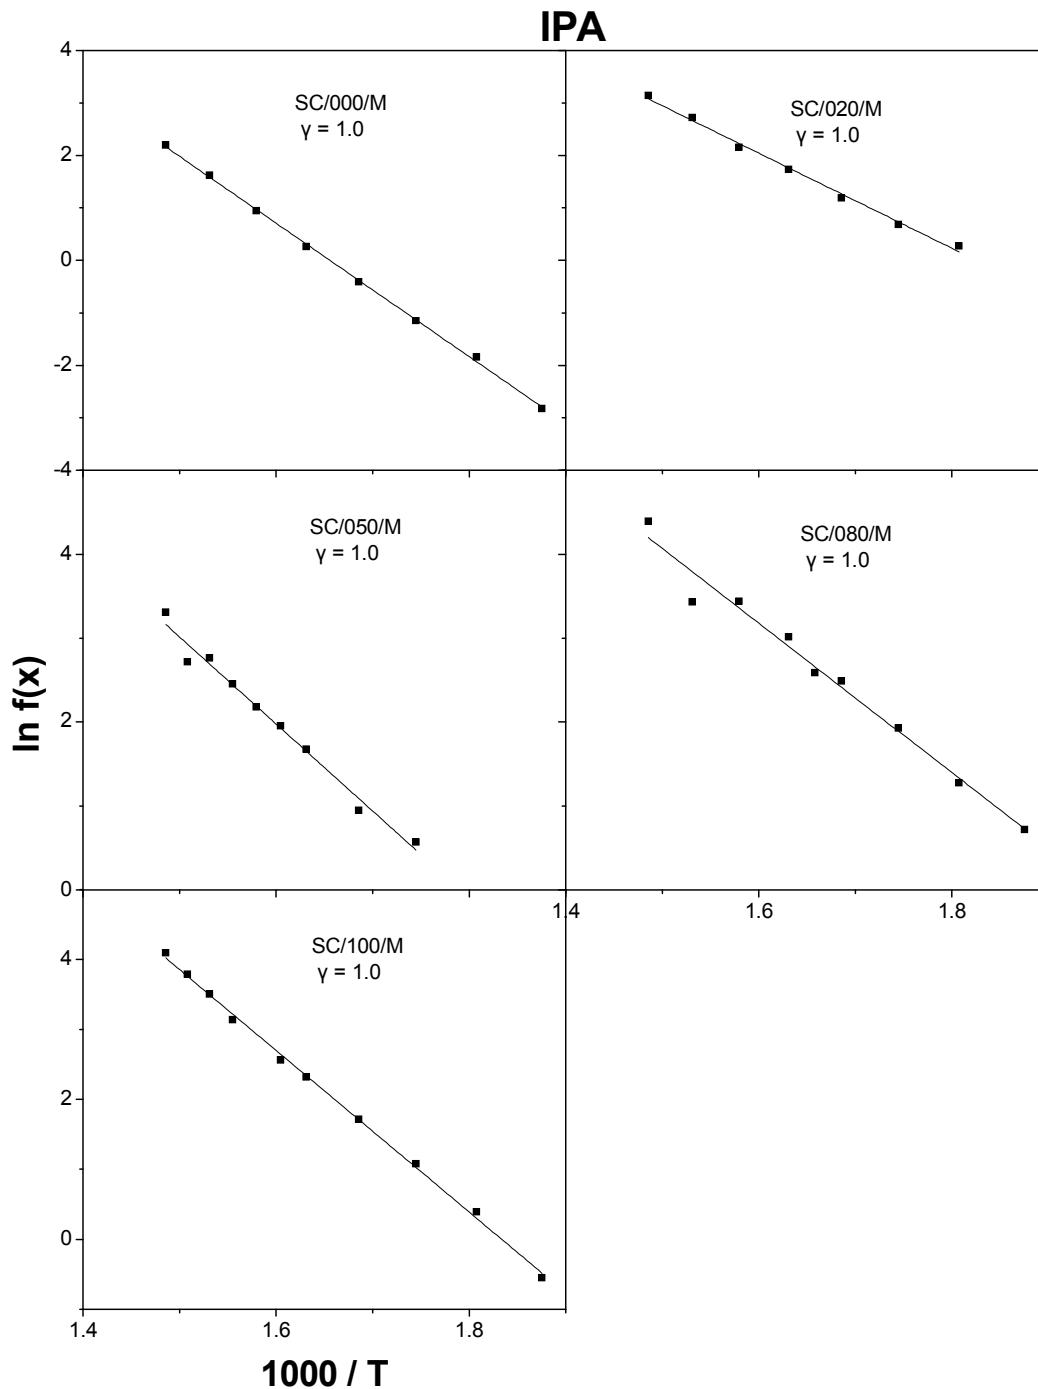 IPA
4
2
0
-2
-4
SC/000/M
γ = 1.0
SC/020/M
γ = 1.0
4
2
0
SC/050/M
γ = 1.0
SC/080/M
γ = 1.0
1.4
1.6
1.8
ln f(x)
4
2
0
SC/100/M
γ = 1.0
1.4
1.6
1.8
1000 / T